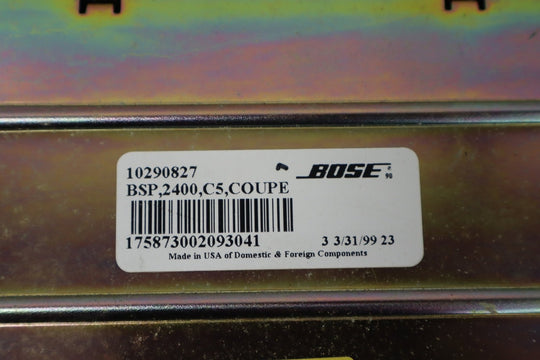 10290827
BOSE ® 90
BSP,2400,C5,COUPE
175873002093041
3 3/31/99 23
Made in USA of Domestic & Foreign Components